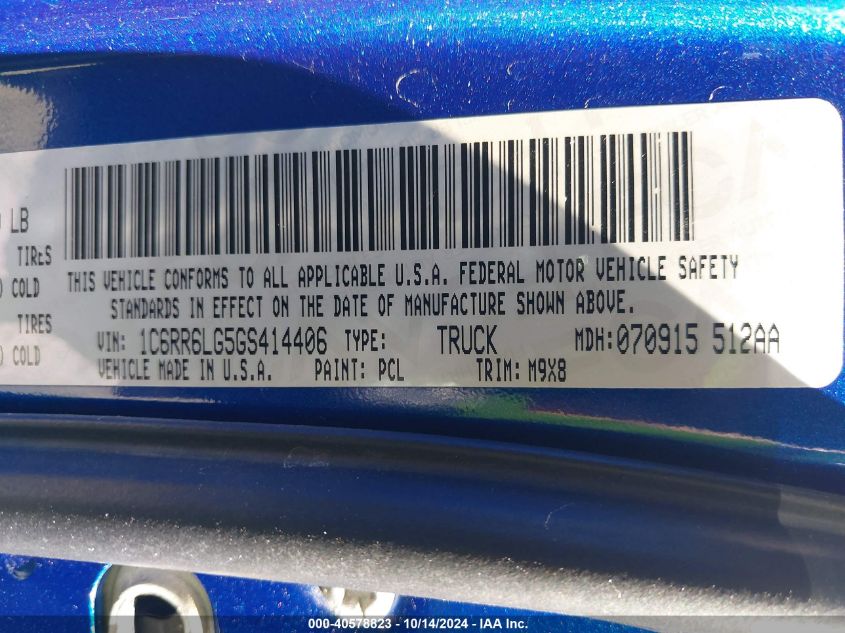 LB
TIRES
COLD
TIRES
COLD
THIS VEHICLE CONFORMS TO ALL APPLICABLE U.S.A. FEDERAL MOTOR VEHICLE SAFETY
STANDARDS IN EFFECT ON THE DATE OF MANUFACTURE SHOWN ABOVE.
VIN: 1C6RR6LG5GS414406 TYPE: TRUCK MDH: 070915 512AA
VEHICLE MADE IN U.S.A. PAINT: PCL TRIM: M9X8
000-40578823 - 10/14/2024 - IAA Inc.